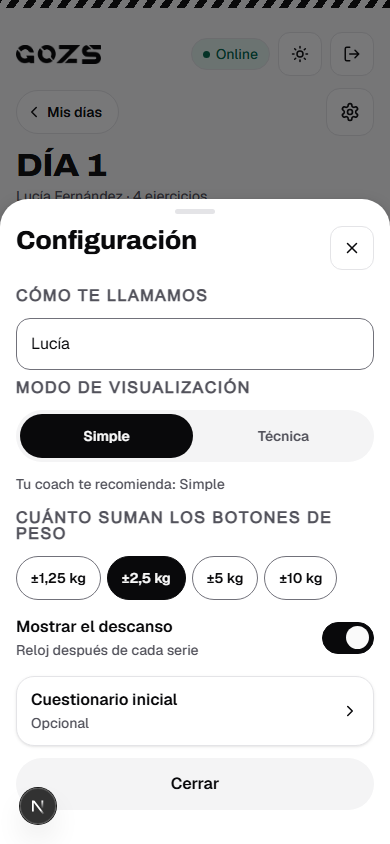 GOZS
Online
Mis días
DÍA 1
Lucía Fernández · 4 ejercicios
Configuración
CÓMO TE LLAMAMOS
Lucía
MODO DE VISUALIZACIÓN
Simple
Técnica
Tu coach te recomienda: Simple
CUÁNTO SUMAN LOS BOTONES DE
PESO
±1,25 kg
±2,5 kg
±5 kg
±10 kg
Mostrar el descanso
Reloj después de cada serie
Cuestionario inicial
Opcional
Cerrar
N